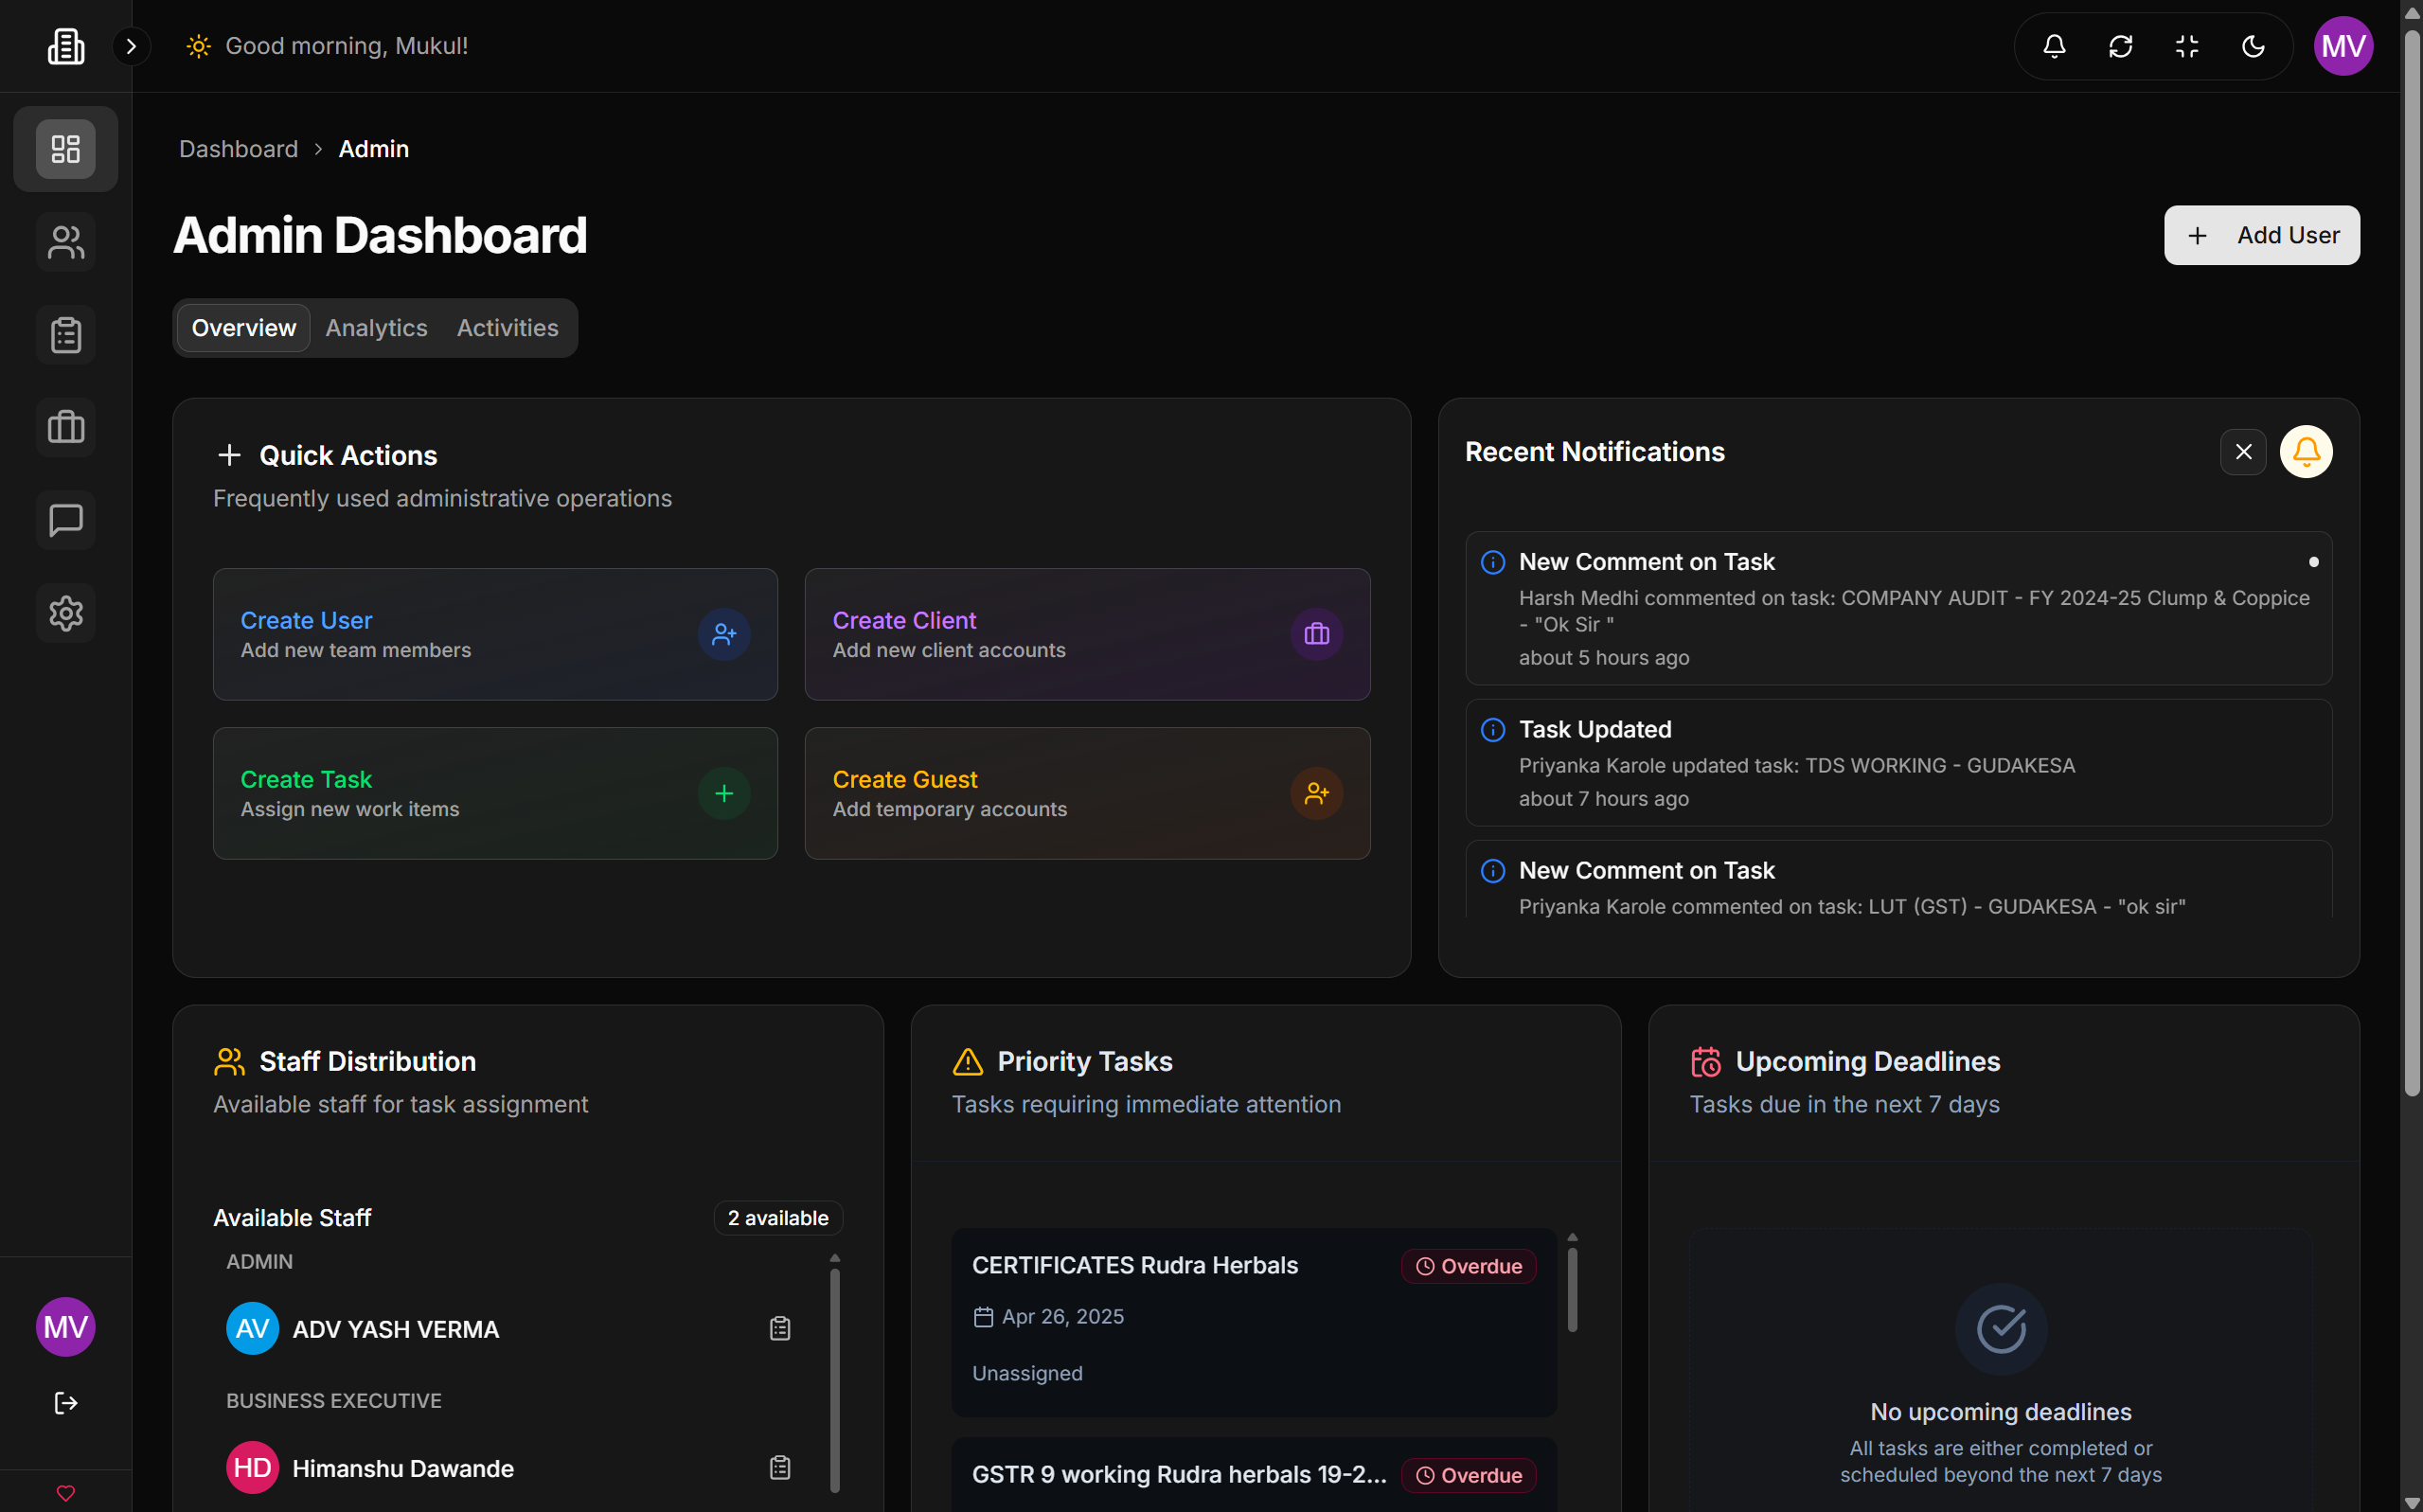 Good morning, Mukul!
MV
Dashboard > Admin
Admin Dashboard
Add User
Overview
Analytics
Activities
Quick Actions
Frequently used administrative operations
Create User
Add new team members
Create Client
Add new client accounts
Create Task
Assign new work items
Create Guest
Add temporary accounts
Recent Notifications
New Comment on Task
Harsh Medhi commented on task: COMPANY AUDIT - FY 2024-25 Clump & Coppice
- "Ok Sir "
about 5 hours ago
Task Updated
Priyanka Karole updated task: TDS WORKING - GUDAKESA
about 7 hours ago
New Comment on Task
Priyanka Karole commented on task: LUT (GST) - GUDAKESA - "ok sir"
Staff Distribution
Available staff for task assignment
Available Staff
2 available
ADMIN
AV
ADV YASH VERMA
BUSINESS EXECUTIVE
HD
Himanshu Dawande
Priority Tasks
Tasks requiring immediate attention
CERTIFICATES Rudra Herbals
Overdue
Apr 26, 2025
Unassigned
GSTR 9 working Rudra herbals 19-2...
Overdue
Upcoming Deadlines
Tasks due in the next 7 days
No upcoming deadlines
All tasks are either completed or
scheduled beyond the next 7 days
MV